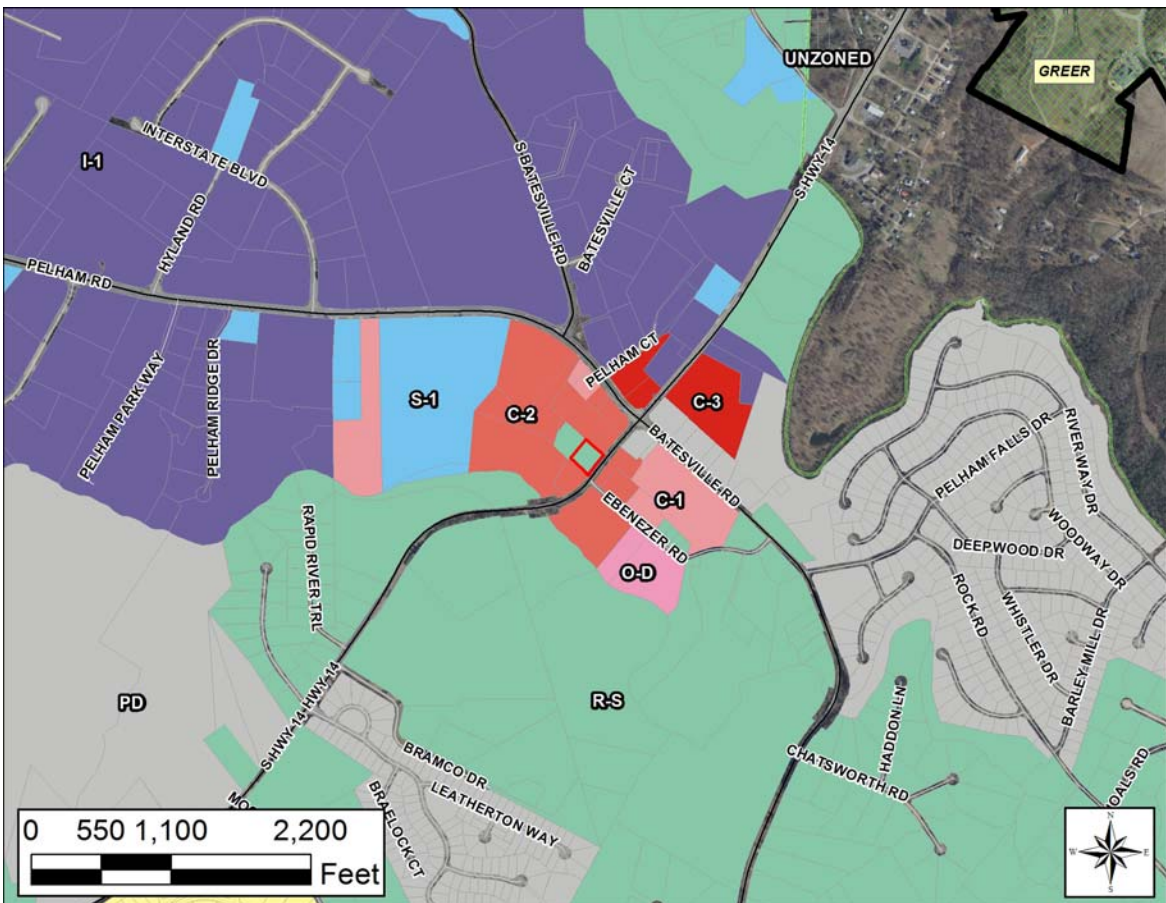 UNZONED
GREER
S HWY 14
INTERSTATE BLVD
I-1
S BATESVILLE RD
BATESVILLE CT
HYLAND RD
PELHAM RD
PELHAM PARK WAY
PELHAM RIDGE DR
PELHAM CT
S-1
C-2
C-3
BATESVILLE RD
C-1
EBENEZER RD
O-D
PELHAM FALLS DR
RIVER WAY DR
WOODWAY DR
DEEPWOOD DR
ROCK RD
WHISTLER DR
BARLEY MILL DR
RAPID RIVER TRL
PD
S HWY 14 HWY 14
R-S
HADDON LN
CHATSWORTH RD
BRAMCO DR
LEATHERTON WAY
BRAELOCK CT
0 550 1,100 2,200
Feet
N
W E
S